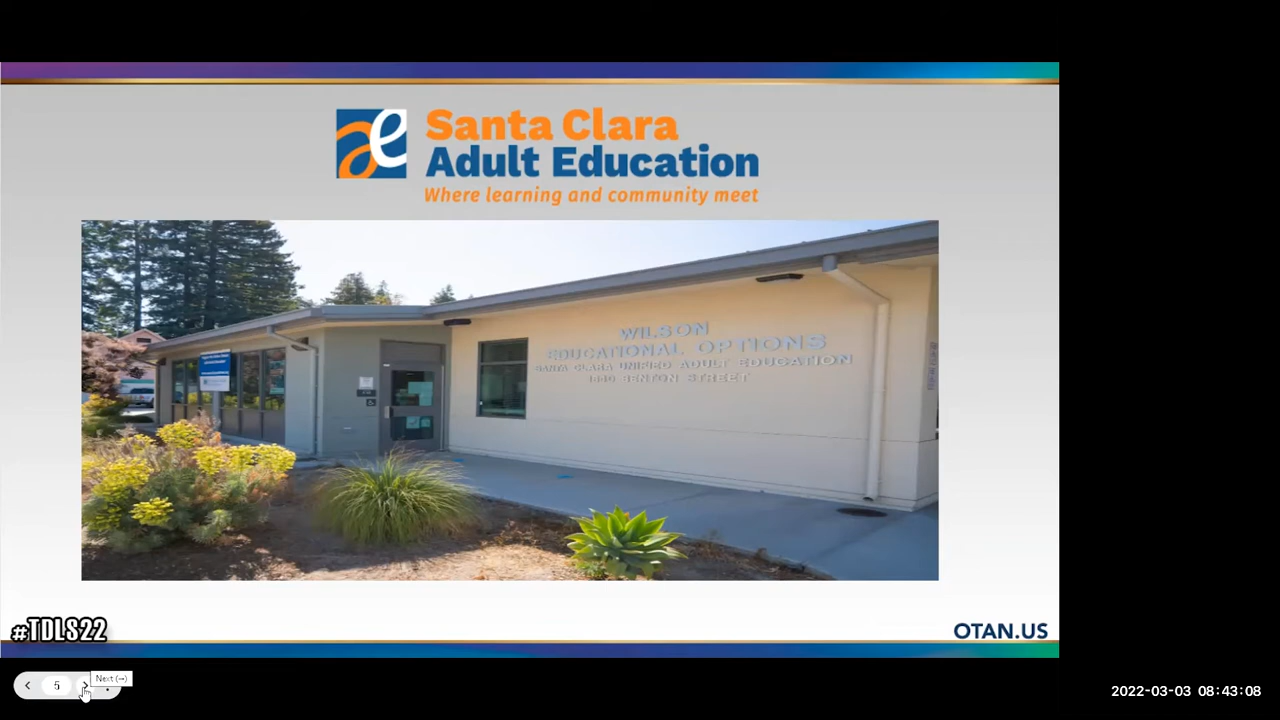 Santa Clara
Adult Education
Where learning and community meet
WILSON
EDUCATIONAL OPTIONS
SANTA CLARA UNIFIED ADULT EDUCATION
BENTON STREET
#TDLS22
OTAN.US
Next (→)
5
2022-03-03 08:43:08